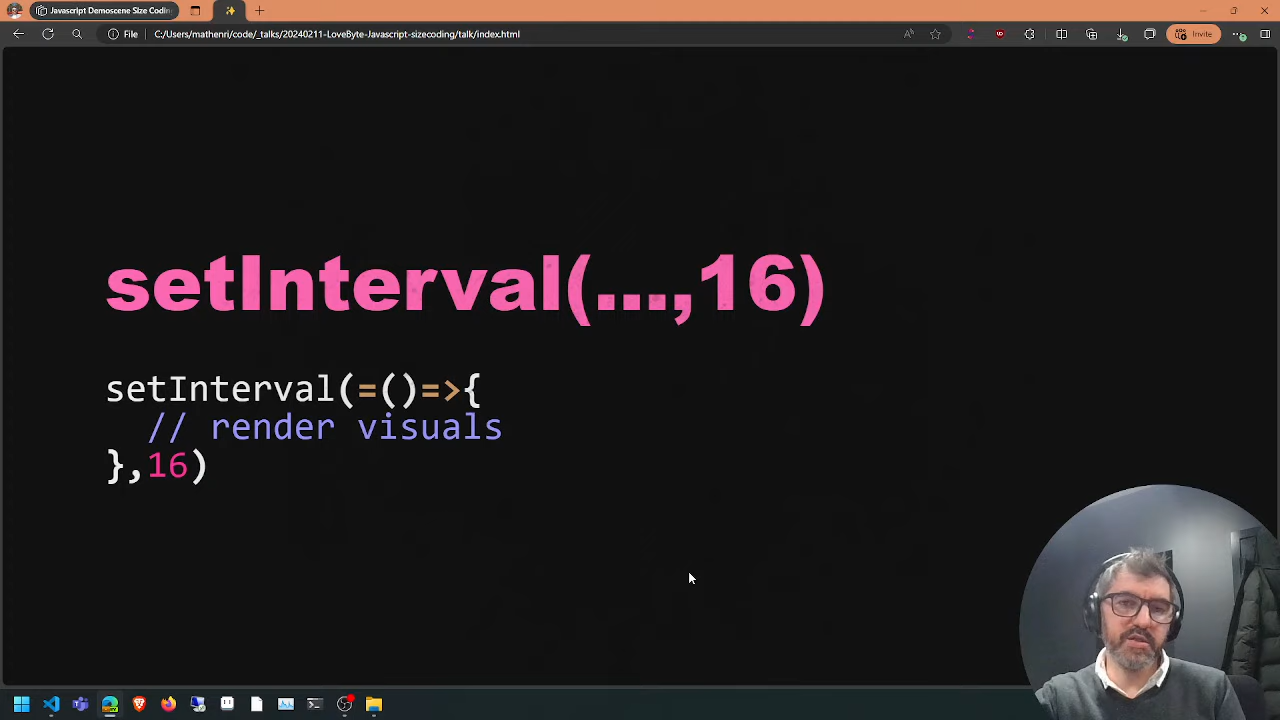 Javascript Demoscene Size Codin
File
C:/Users/mathenri/code/_talks/20240211-LoveByte-Javascript-sizecoding/talk/index.html
Invite
setInterval(...,16)
setInterval(=()=>{
// render visuals
},16)